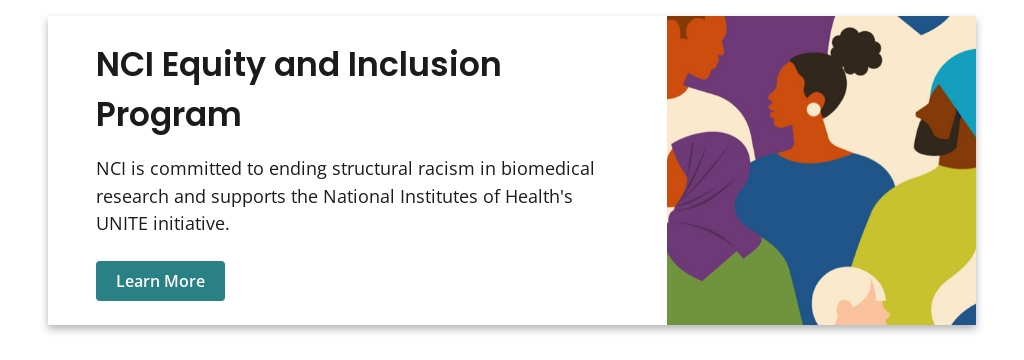 NCI Equity and Inclusion
Program
NCI is committed to ending structural racism in biomedical
research and supports the National Institutes of Health's
UNITE initiative.
Learn More